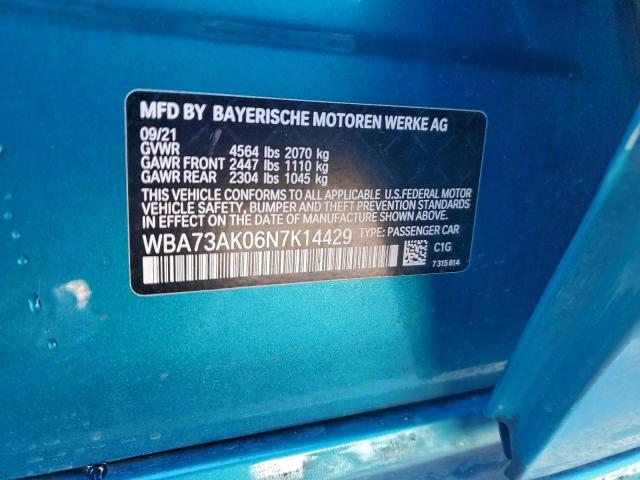 MFD BY BAYERISCHE MOTOREN WERKE AG
09/21
GVWR 4564 lbs 2070 kg
GAWR FRONT 2447 lbs 1110 kg
GAWR REAR 2304 lbs 1045 kg
THIS VEHICLE CONFORMS TO ALL APPLICABLE U.S.FEDERAL MOTOR
VEHICLE SAFETY, BUMPER AND THEFT PREVENTION STANDARDS
IN EFFECT ON THE DATE OF MANUFACTURE SHOWN ABOVE.
WBA73AK06N7K14429 TYPE: PASSENGER CAR
C1G
7315814